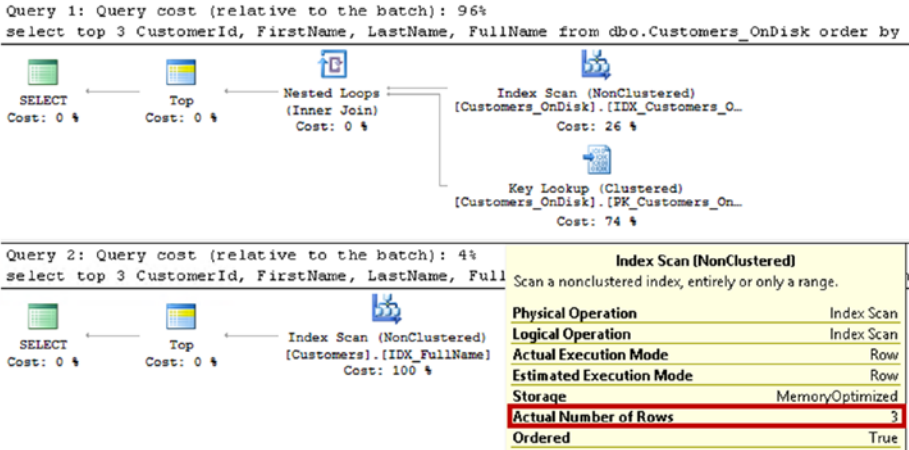 Query 1: Query cost (relative to the batch): 96%
select top 3 CustomerId, FirstName, LastName, FullName from dbo.Customers_OnDisk order by
SELECT
Cost: 0 %
Top
Cost: 0 %
Nested Loops
(Inner Join)
Cost: 0 %
Index Scan (NonClustered)
[Customers_OnDisk].[IDX_Customers_O…
Cost: 26 %
Key Lookup (Clustered)
[Customers_OnDisk].[PK_Customers_On…
Cost: 74 %
Query 2: Query cost (relative to the batch): 4%
select top 3 CustomerId, FirstName, LastName, Full
SELECT
Cost: 0 %
Top
Cost: 0 %
Index Scan (NonClustered)
[Customers].[IDX_FullName]
Cost: 100 %
Index Scan (NonClustered)
Scan a nonclustered index, entirely or only a range.
Physical Operation Index Scan
Logical Operation Index Scan
Actual Execution Mode Row
Estimated Execution Mode Row
Storage MemoryOptimized
Actual Number of Rows 3
Ordered True